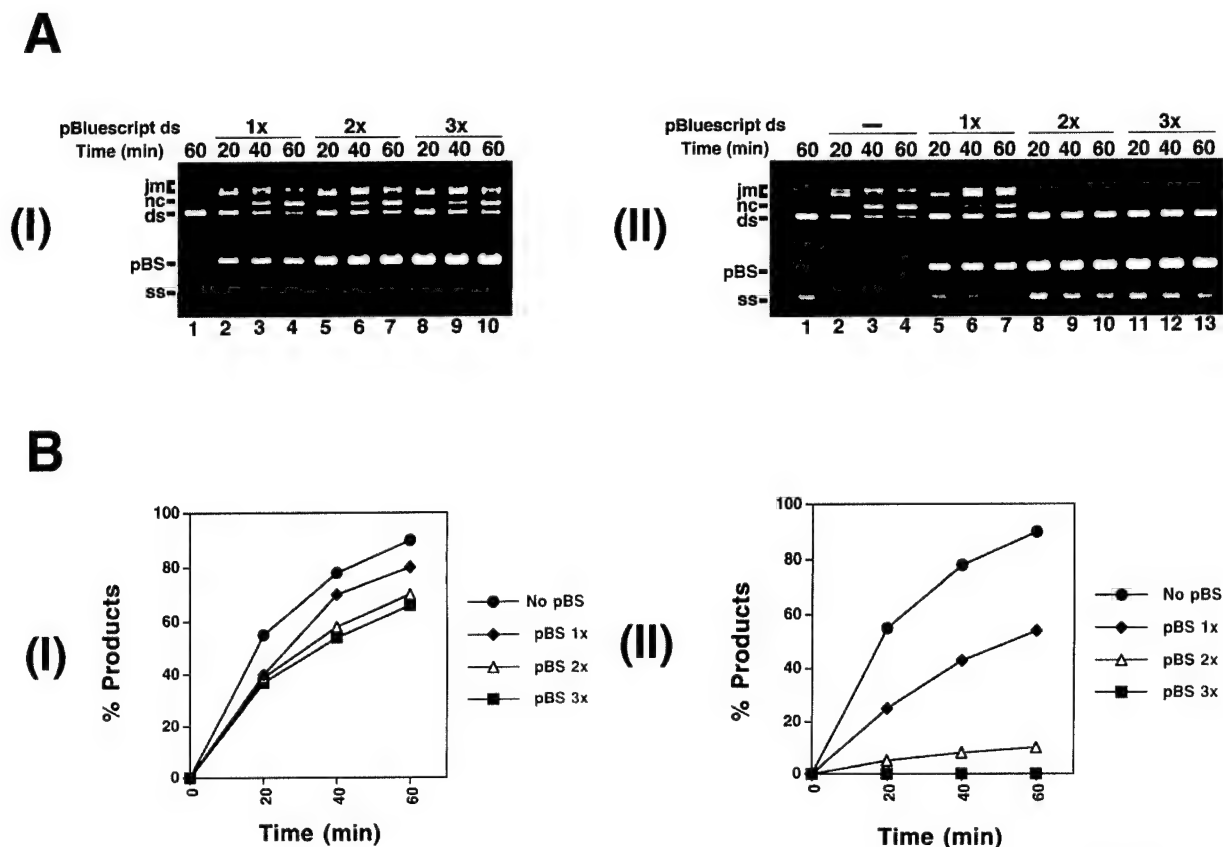 A
(I)
pBluescript ds 1x 2x 3x
Time (min) 60 20 40 60 20 40 60 20 40 60
jm
nc
ds
pBS
ss
1 2 3 4 5 6 7 8 9 10
(II)
pBluescript ds — 1x 2x 3x
Time (min) 60 20 40 60 20 40 60 20 40 60 20 40 60
jm
nc
ds
pBS
ss
1 2 3 4 5 6 7 8 9 10 11 12 13
B
(I)
% Products
100
80
60
40
20
0
0 20 40 60
Time (min)
No pBS
pBS 1x
pBS 2x
pBS 3x
(II)
% Products
100
80
60
40
20
0
0 20 40 60
Time (min)
No pBS
pBS 1x
pBS 2x
pBS 3x